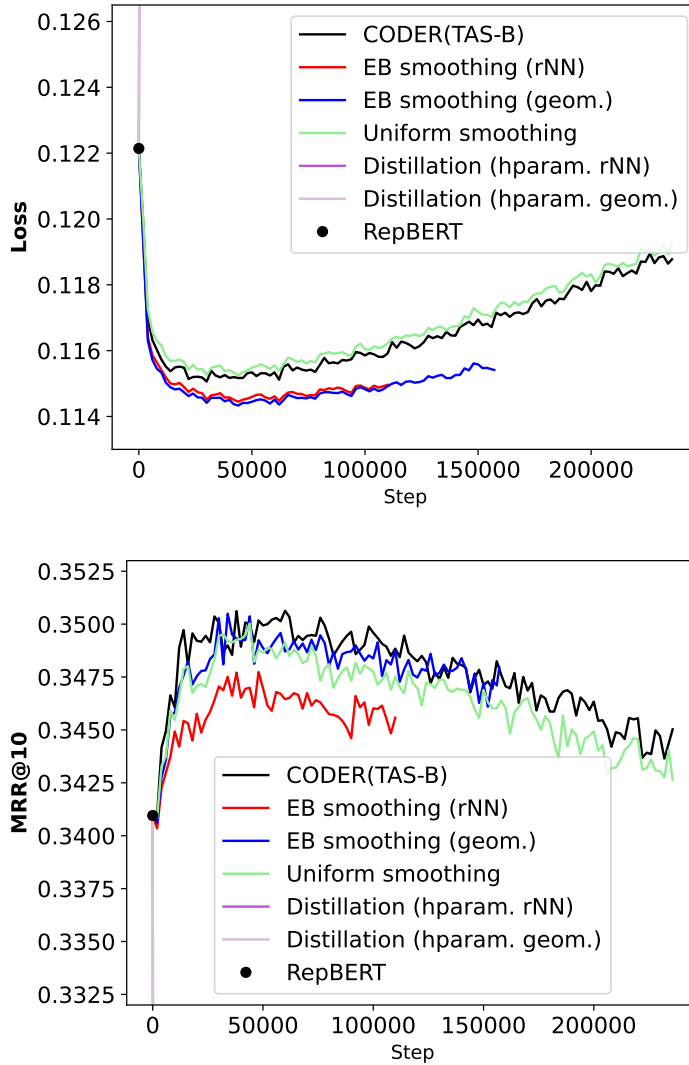 0.126
0.124
0.122
0.120
0.118
0.116
0.114
Loss
CODER(TAS-B)
EB smoothing (rNN)
EB smoothing (geom.)
Uniform smoothing
Distillation (hparam. rNN)
Distillation (hparam. geom.)
RepBERT
0 50000 100000 150000 200000
Step
0.3525
0.3500
0.3475
0.3450
0.3425
0.3400
0.3375
0.3350
0.3325
MRR@10
CODER(TAS-B)
EB smoothing (rNN)
EB smoothing (geom.)
Uniform smoothing
Distillation (hparam. rNN)
Distillation (hparam. geom.)
RepBERT
0 50000 100000 150000 200000
Step